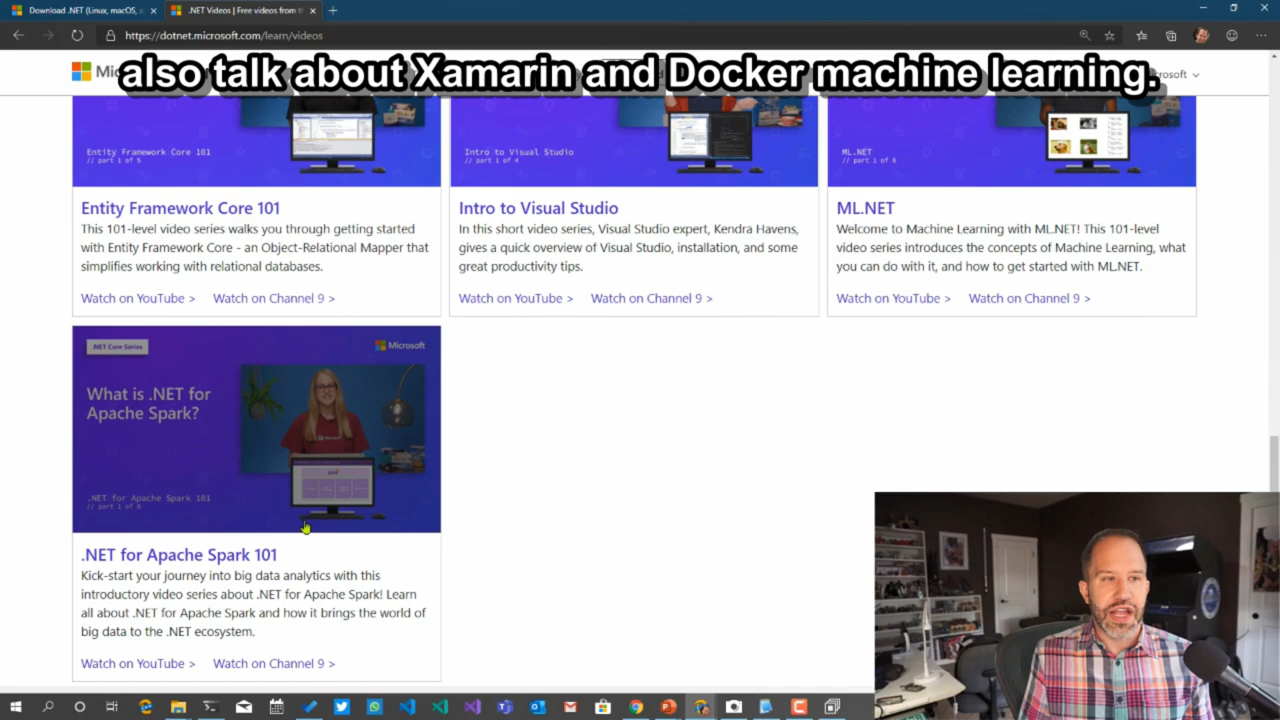 Download .NET (Linux, macOS,
.NET Videos | Free videos from t
https://dotnet.microsoft.com/learn/videos
also talk about Xamarin and Docker machine learning.
Entity Framework Core 101
// part 1 of 5
Intro to Visual Studio
// part 1 of 4
ML.NET
// part 1 of 8
Entity Framework Core 101
This 101-level video series walks you through getting started
with Entity Framework Core - an Object-Relational Mapper that
simplifies working with relational databases.
Watch on YouTube > Watch on Channel 9 >
Intro to Visual Studio
In this short video series, Visual Studio expert, Kendra Havens,
gives a quick overview of Visual Studio, installation, and some
great productivity tips.
Watch on YouTube > Watch on Channel 9 >
ML.NET
Welcome to Machine Learning with ML.NET! This 101-level
video series introduces the concepts of Machine Learning, what
you can do with it, and how to get started with ML.NET.
Watch on YouTube > Watch on Channel 9 >
.NET Core Series
Microsoft
What is .NET for
Apache Spark?
.NET for Apache Spark 101
// part 1 of 8
.NET for Apache Spark 101
Kick-start your journey into big data analytics with this
introductory video series about .NET for Apache Spark! Learn
all about .NET for Apache Spark and how it brings the world of
big data to the .NET ecosystem.
Watch on YouTube > Watch on Channel 9 >